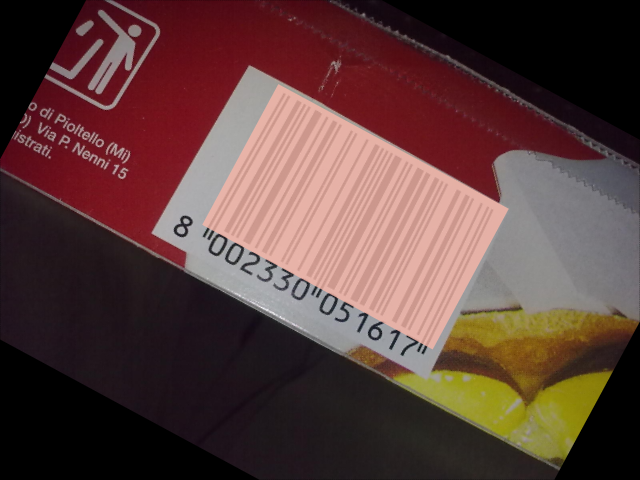 o di Pioltello (Mi)
) Via P. Nenni 15
istrati.
8 "002330"051617"